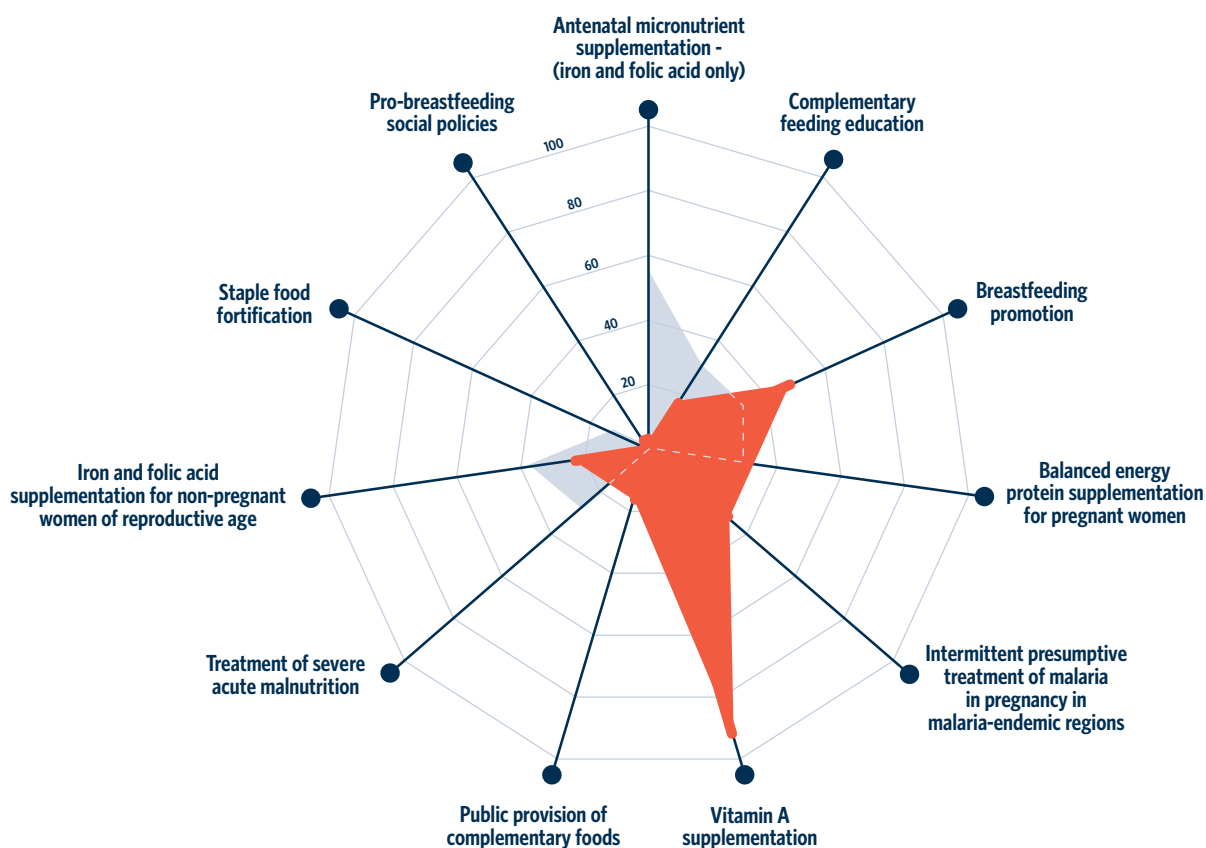 Antenatal micronutrient
supplementation -
(iron and folic acid only)
Pro-breastfeeding
social policies
Complementary
feeding education
100
80
60
40
20
Staple food
fortification
Breastfeeding
promotion
Iron and folic acid
supplementation for non-pregnant
women of reproductive age
Balanced energy
protein supplementation
for pregnant women
Treatment of severe
acute malnutrition
Intermittent presumptive
treatment of malaria
in pregnancy in
malaria-endemic regions
Public provision of
complementary foods
Vitamin A
supplementation